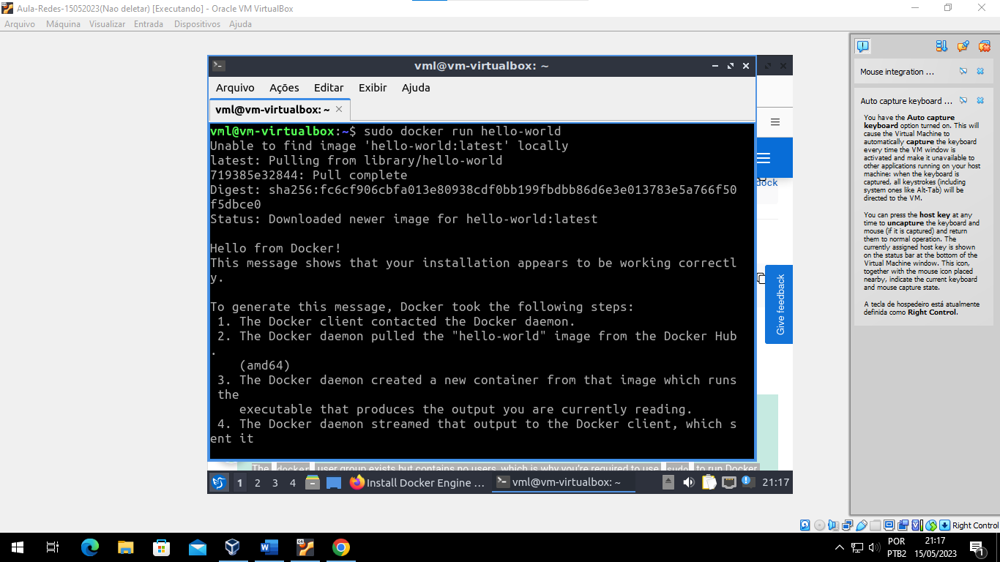 Aula-Redes-15052023(Nao deletar) [Executando] - Oracle VM VirtualBox
Arquivo Máquina Visualizar Entrada Dispositivos Ajuda
vml@vm-virtualbox: ~
Arquivo Ações Editar Exibir Ajuda
vml@vm-virtualbox: ~
vml@vm-virtualbox:~$ sudo docker run hello-world
Unable to find image 'hello-world:latest' locally
latest: Pulling from library/hello-world
719385e32844: Pull complete
Digest: sha256:fc6cf906cbfa013e80938cdf0bb199fbdbb86d6e3e013783e5a766f50
f5dbce0
Status: Downloaded newer image for hello-world:latest
Hello from Docker!
This message shows that your installation appears to be working correctl
y.
To generate this message, Docker took the following steps:
1. The Docker client contacted the Docker daemon.
2. The Docker daemon pulled the "hello-world" image from the Docker Hub
.
(amd64)
3. The Docker daemon created a new container from that image which runs
the
executable that produces the output you are currently reading.
4. The Docker daemon streamed that output to the Docker client, which s
ent it
dock
Give feedback
The docker user group exists but contains no users, which is why you're required to use sudo to run Docker
1 2 3 4 Install Docker Engine ... vml@vm-virtualbox: ~ 21:17
Mouse integration ...
Auto capture keyboard ...
You have the Auto capture
keyboard option turned on. This will
cause the Virtual Machine to
automatically capture the keyboard
every time the VM window is
activated and make it unavailable to
other applications running on your host
machine: when the keyboard is
captured, all keystrokes (including
system ones like Alt-Tab) will be
directed to the VM.
You can press the host key at any
time to uncapture the keyboard and
mouse (if it is captured) and return
them to normal operation. The
currently assigned host key is shown
on the status bar at the bottom of the
Virtual Machine window. This icon,
together with the mouse icon placed
nearby, indicate the current keyboard
and mouse capture state.
A tecla de hospedeiro está atualmente
definida como Right Control.
Right Control
POR
PTB2
21:17
15/05/2023
1